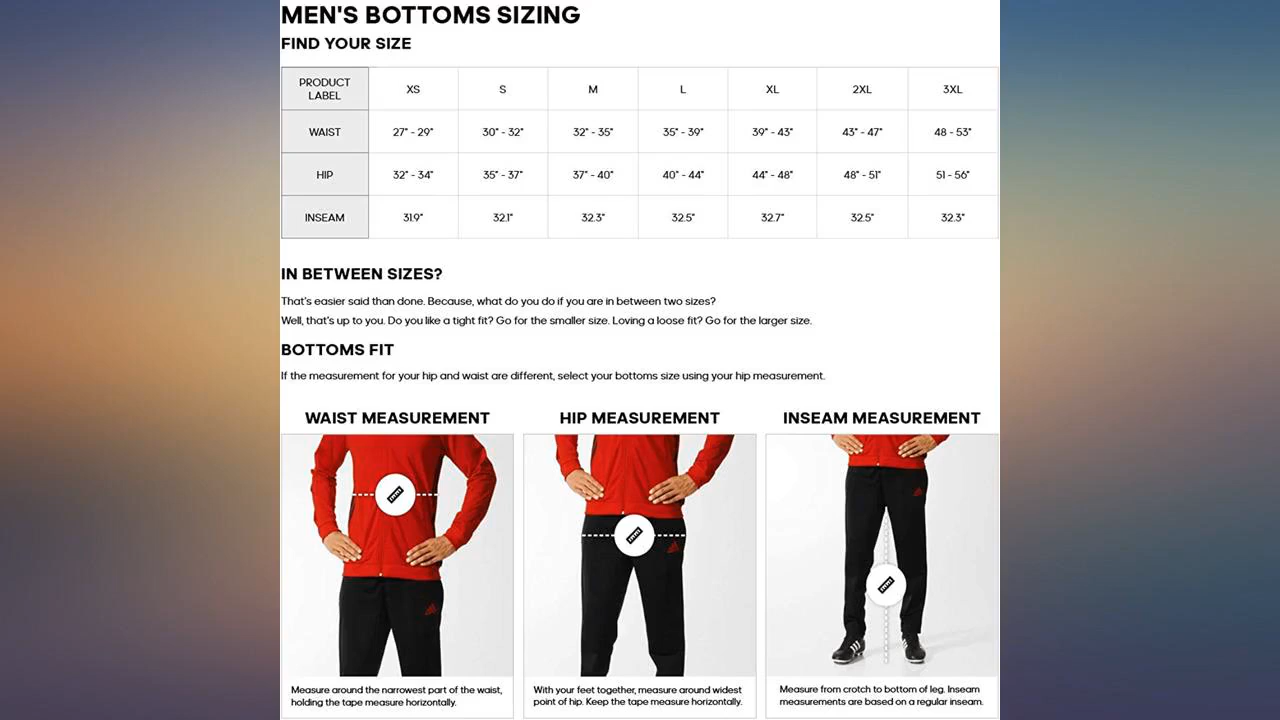 MEN'S BOTTOMS SIZING
FIND YOUR SIZE
PRODUCT LABEL XS S M L XL 2XL 3XL
WAIST 27" - 29" 30" - 32" 32" - 35" 35" - 39" 39" - 43" 43" - 47" 48 - 53"
HIP 32" - 34" 35" - 37" 37" - 40" 40" - 44" 44" - 48" 48" - 51" 51 - 56"
INSEAM 31.9" 32.1" 32.3" 32.5" 32.7" 32.5" 32.3"
IN BETWEEN SIZES?
That's easier said than done. Because, what do you do if you are in between two sizes?
Well, that's up to you. Do you like a tight fit? Go for the smaller size. Loving a loose fit? Go for the larger size.
BOTTOMS FIT
If the measurement for your hip and waist are different, select your bottoms size using your hip measurement.
WAIST MEASUREMENT
Measure around the narrowest part of the waist,
holding the tape measure horizontally.
HIP MEASUREMENT
With your feet together, measure around widest
point of hip. Keep the tape measure horizontally.
INSEAM MEASUREMENT
Measure from crotch to bottom of leg. Inseam
measurements are based on a regular inseam.